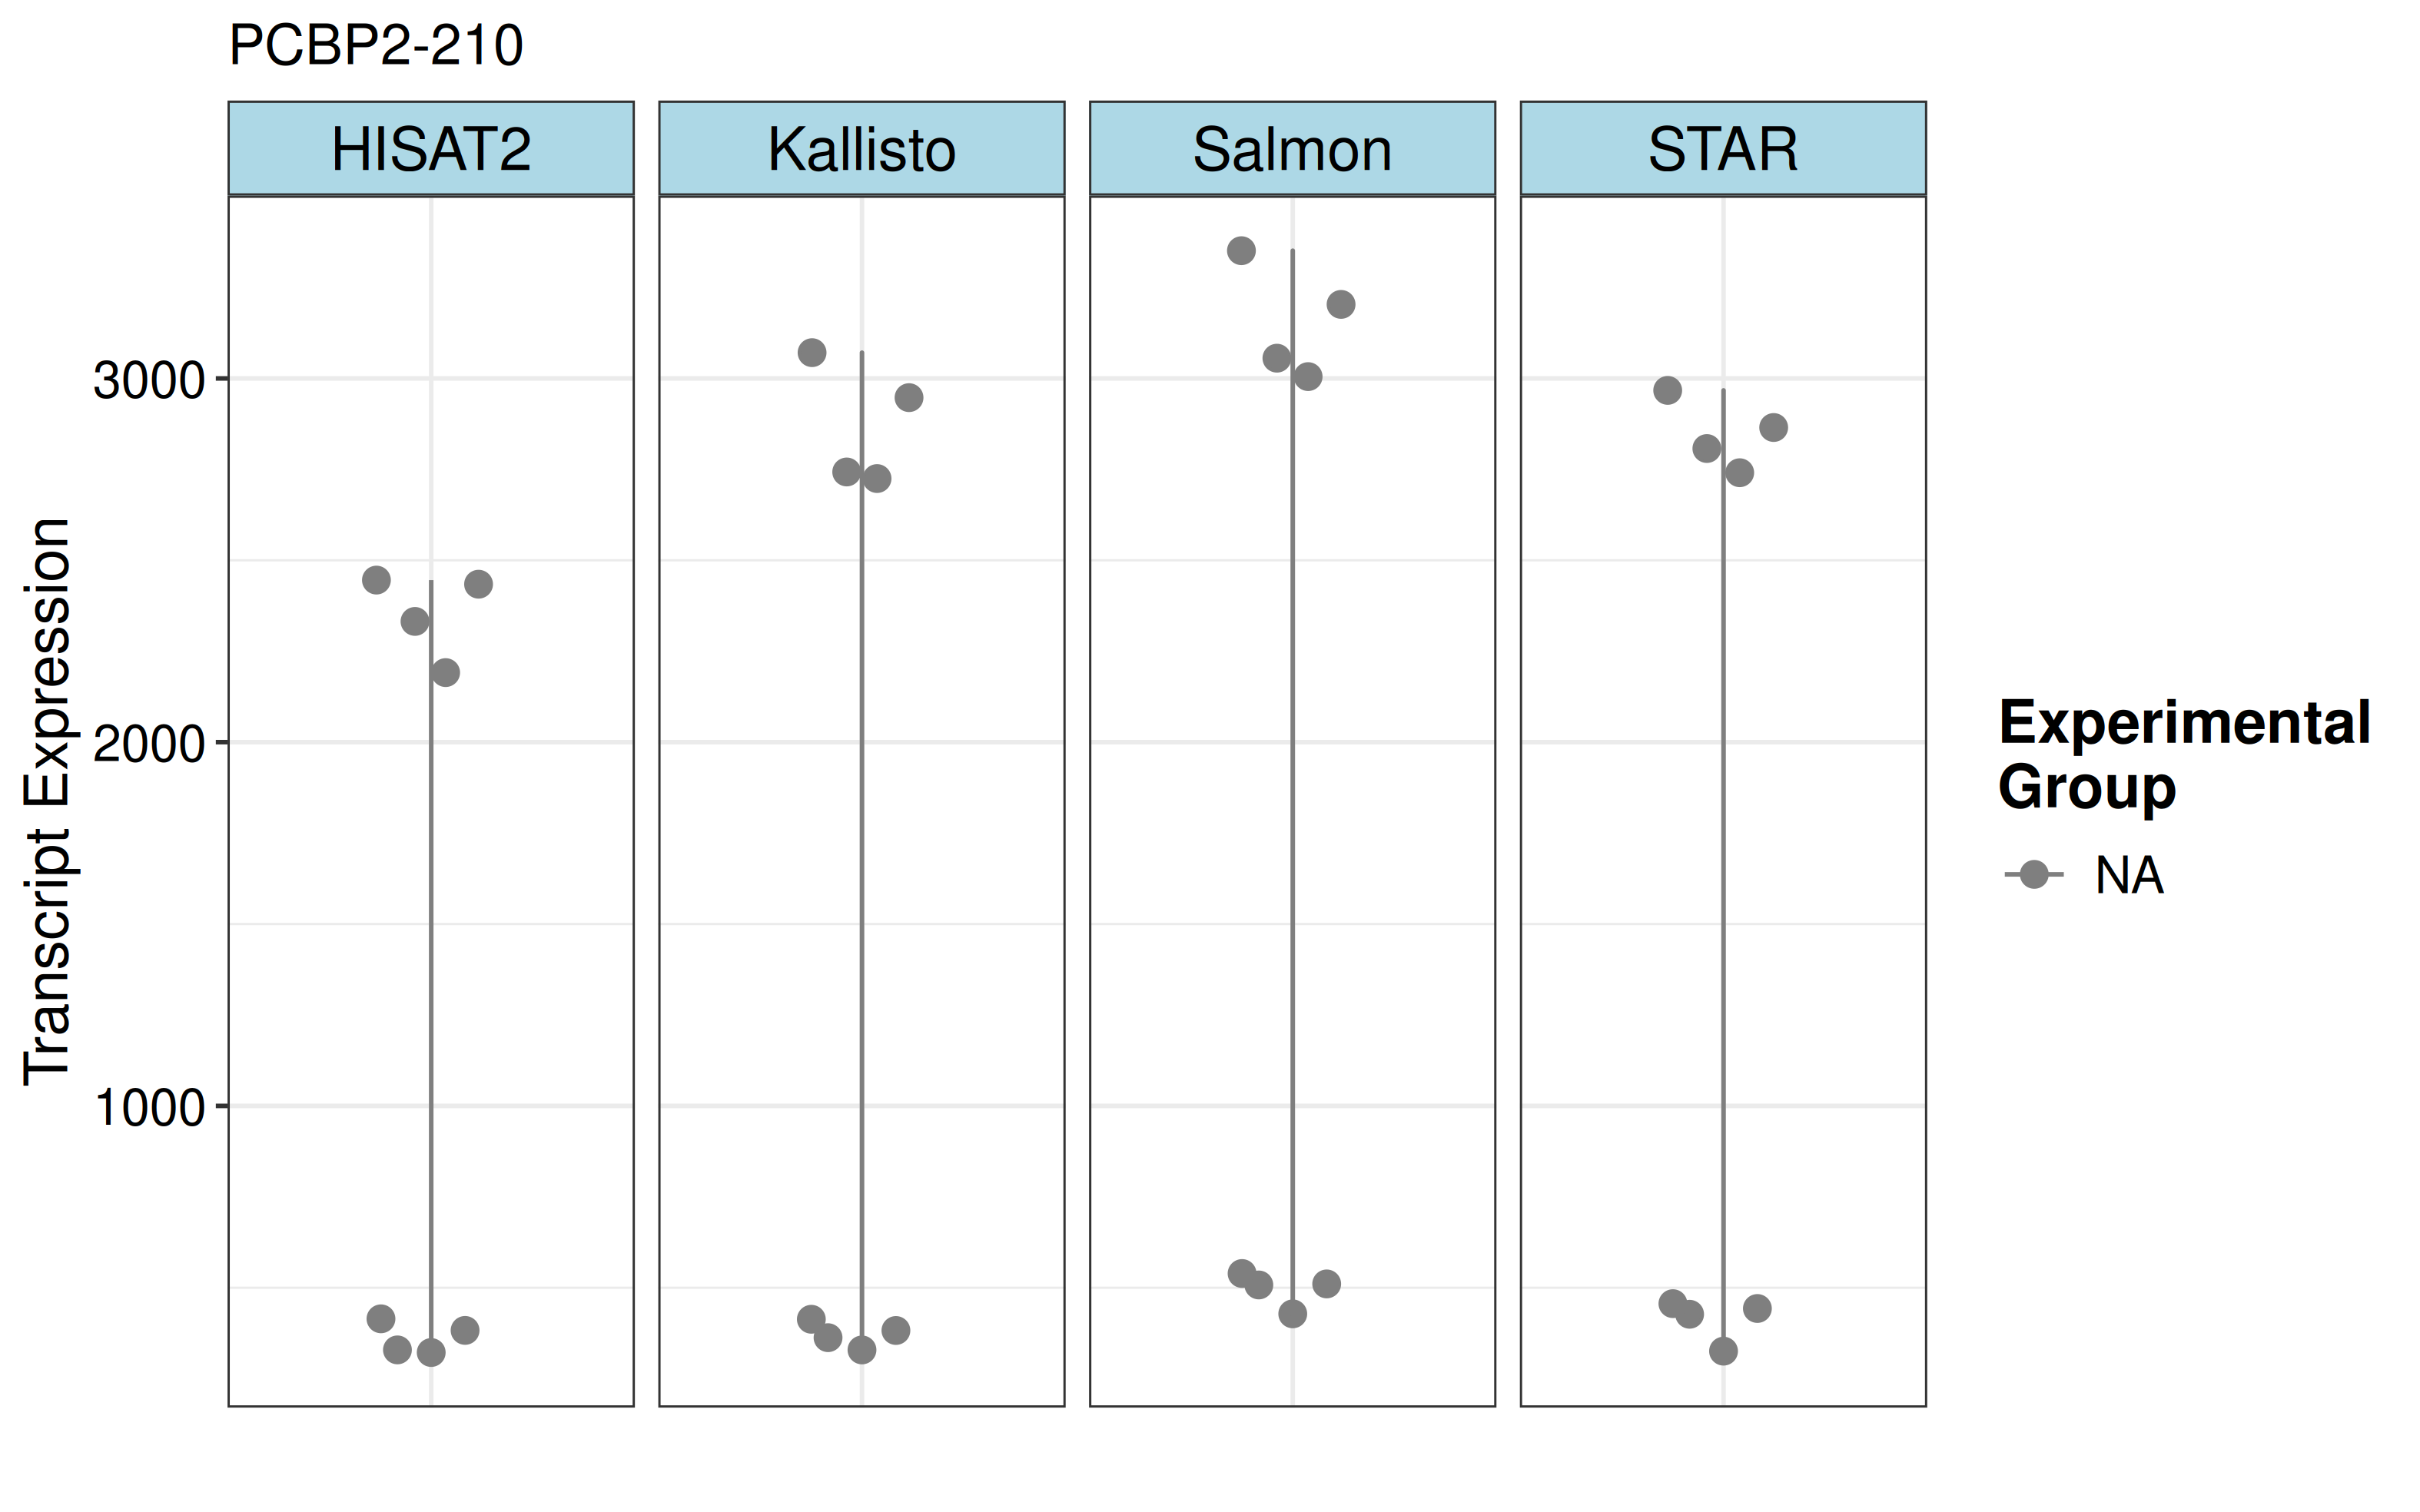 PCBP2-210
HISAT2
Kallisto
Salmon
STAR
3000
2000
1000
Transcript Expression
Experimental
Group
NA